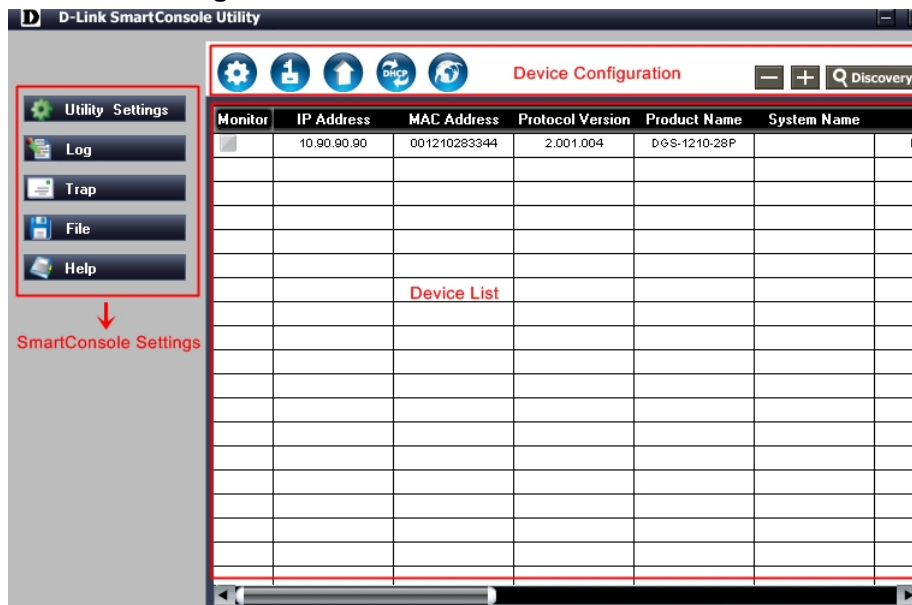 D-Link SmartConsole Utility
Device Configuration
DHCP
Discovery
Utility Settings
Log
Trap
File
Help
SmartConsole Settings
Monitor IP Address MAC Address Protocol Version Product Name System Name
10.90.90.90 001210283344 2.001.004 DGS-1210-28P
Device List